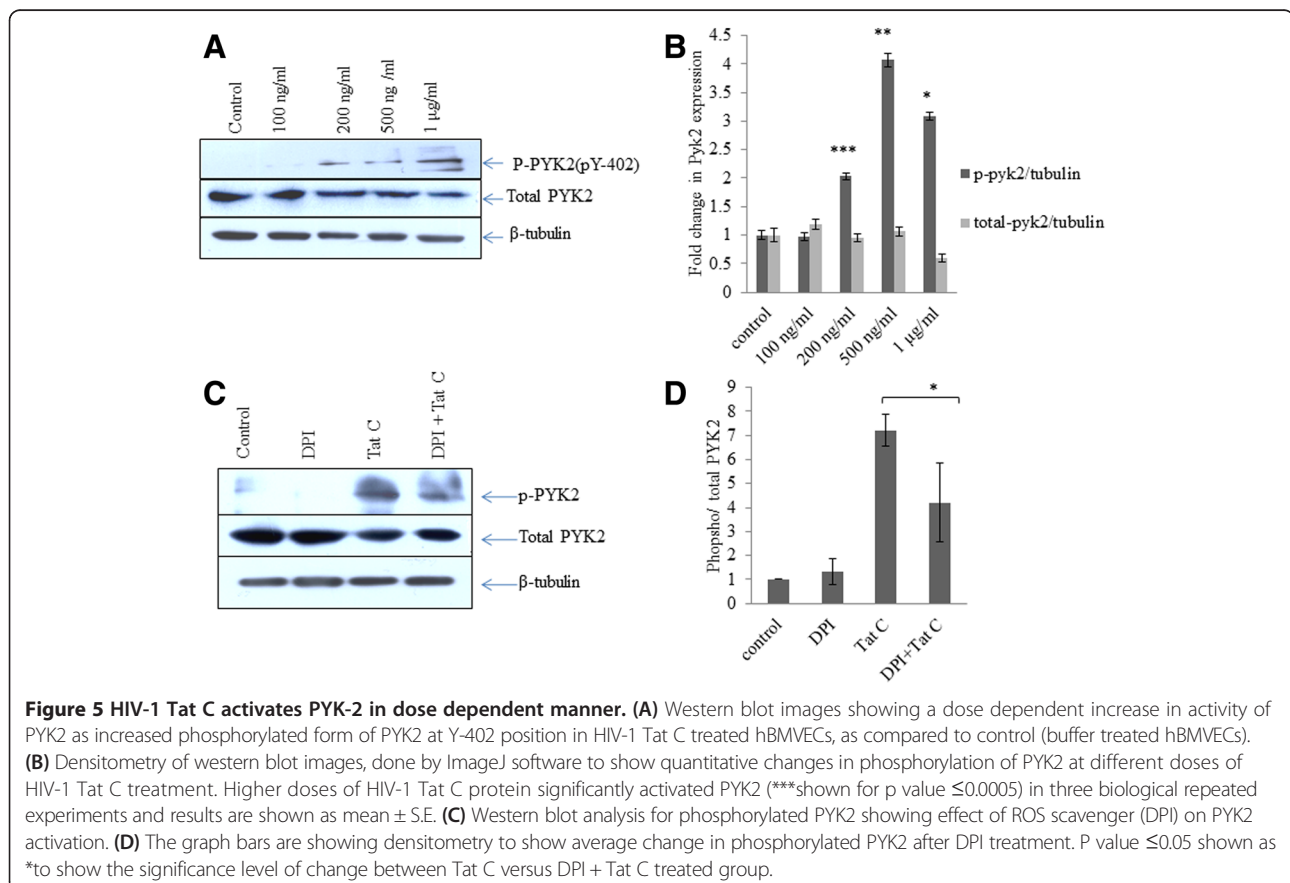 A
Control
100 ng/ml
200 ng/ml
500 ng /ml
1 µg/ml
P-PYK2(pY-402)
Total PYK2
β-tubulin
B
Fold change in Pyk2 expression
4.5
4
3.5
3
2.5
2
1.5
1
0.5
0
***
**
*
control
100 ng/ml
200 ng/ml
500 ng/ml
1 µg/ml
p-pyk2/tubulin
total-pyk2/tubulin
C
Control
DPI
Tat C
DPI + Tat C
p-PYK2
Total PYK2
β-tubulin
D
Phopsho/ total PYK2
9
8
7
6
5
4
3
2
1
0
*
control
DPI
Tat C
DPI+Tat C
Figure 5 HIV-1 Tat C activates PYK-2 in dose dependent manner. (A) Western blot images showing a dose dependent increase in activity of
PYK2 as increased phosphorylated form of PYK2 at Y-402 position in HIV-1 Tat C treated hBMVECs, as compared to control (buffer treated hBMVECs).
(B) Densitometry of western blot images, done by ImageJ software to show quantitative changes in phosphorylation of PYK2 at different doses of
HIV-1 Tat C treatment. Higher doses of HIV-1 Tat C protein significantly activated PYK2 (***shown for p value ≤0.0005) in three biological repeated
experiments and results are shown as mean ± S.E. (C) Western blot analysis for phosphorylated PYK2 showing effect of ROS scavenger (DPI) on PYK2
activation. (D) The graph bars are showing densitometry to show average change in phosphorylated PYK2 after DPI treatment. P value ≤0.05 shown as
*to show the significance level of change between Tat C versus DPI + Tat C treated group.